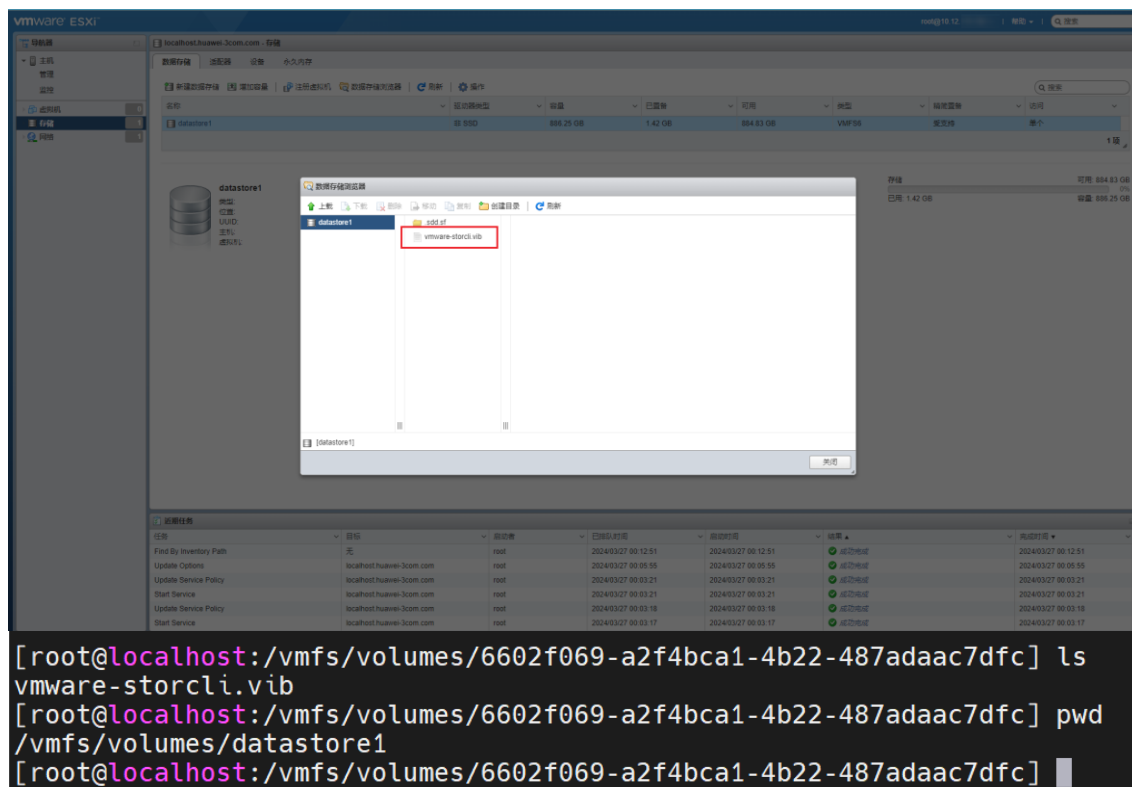 vmware ESXi
root@10.12 | 帮助 | 搜索
导航器
localhost.huawei-3com.com - 存储
主机
管理
监控
虚拟机
存储 1
网络 1
数据存储 适配器 设备 永久内存
新建数据存储 增加容量 | 注册虚拟机 数据存储浏览器 | 刷新 | 操作
搜索
名称 驱动器类型 容量 已置备 可用 类型 精简置备 访问
datastore1 非 SSD 886.25 GB 1.42 GB 884.83 GB VMFS6 受支持 单个
1 项
datastore1
类型:
位置:
UUID:
主机:
虚拟机:
存储 可用: 884.83 GB
0%
已用: 1.42 GB 容量: 886.25 GB
数据存储浏览器
上载 下载 删除 移动 复制 创建目录 | 刷新
datastore1
.sdd.sf
vmware-storcli.vib
[datastore1]
关闭
近期任务
任务 目标 启动者 已排队时间 启动时间 结果 完成时间
Find By Inventory Path 无 root 2024/03/27 00:12:51 2024/03/27 00:12:51 成功完成 2024/03/27 00:12:51
Update Options localhost.huawei-3com.com root 2024/03/27 00:05:55 2024/03/27 00:05:55 成功完成 2024/03/27 00:05:55
Update Service Policy localhost.huawei-3com.com root 2024/03/27 00:03:21 2024/03/27 00:03:21 成功完成 2024/03/27 00:03:21
Start Service localhost.huawei-3com.com root 2024/03/27 00:03:21 2024/03/27 00:03:21 成功完成 2024/03/27 00:03:21
Update Service Policy localhost.huawei-3com.com root 2024/03/27 00:03:18 2024/03/27 00:03:18 成功完成 2024/03/27 00:03:18
Start Service localhost.huawei-3com.com root 2024/03/27 00:03:17 2024/03/27 00:03:17 成功完成 2024/03/27 00:03:17
[root@localhost:/vmfs/volumes/6602f069-a2f4bca1-4b22-487adaac7dfc] ls
vmware-storcli.vib
[root@localhost:/vmfs/volumes/6602f069-a2f4bca1-4b22-487adaac7dfc] pwd
/vmfs/volumes/datastore1
[root@localhost:/vmfs/volumes/6602f069-a2f4bca1-4b22-487adaac7dfc]